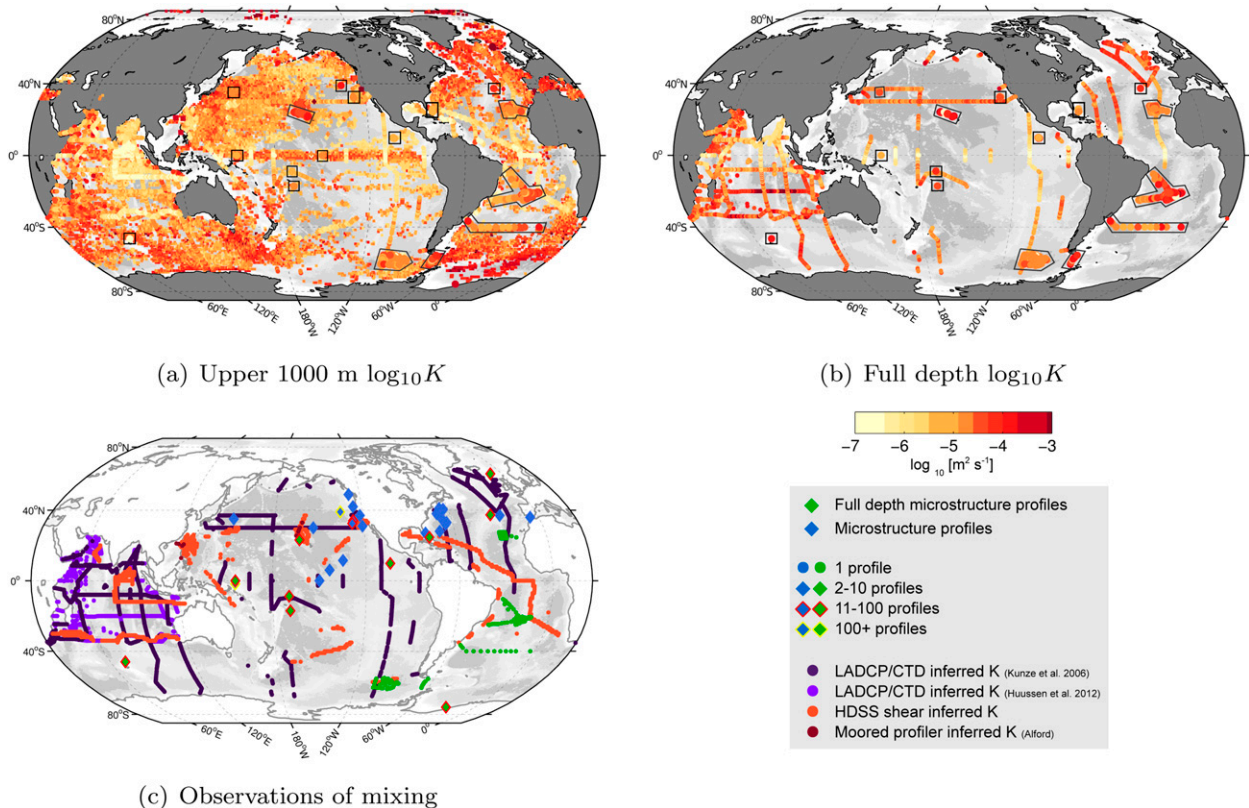 80°N
40°N
0°
40°S
80°S
60°E
120°E
180°W
120°W
60°W
0°
(a) Upper 1000 m log₁₀K
80°N
40°N
0°
40°S
80°S
60°E
120°E
180°W
120°W
60°W
0°
(b) Full depth log₁₀K
-7 -6 -5 -4 -3
log ₁₀ [m² s⁻¹]
80°N
40°N
0°
40°S
80°S
60°E
120°E
180°W
120°W
60°W
0°
(c) Observations of mixing
Full depth microstructure profiles
Microstructure profiles
1 profile
2-10 profiles
11-100 profiles
100+ profiles
LADCP/CTD inferred K (Kunze et al. 2006)
LADCP/CTD inferred K (Huussen et al. 2012)
HDSS shear inferred K
Moored profiler inferred K (Alford)